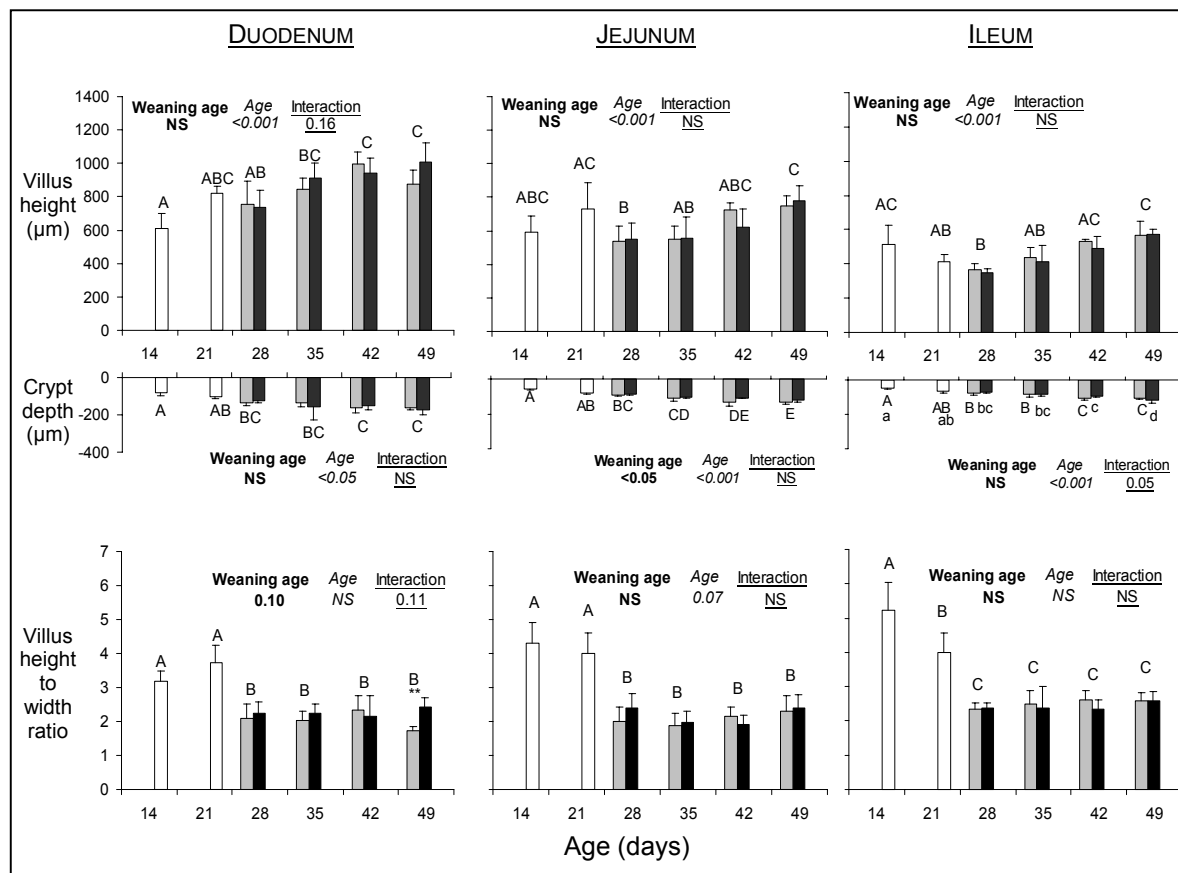 DUODENUM JEJUNUM ILEUM
Weaning age Age Interaction
NS <0.001 0.16
Weaning age Age Interaction
NS <0.001 NS
Weaning age Age Interaction
NS <0.001 NS
Villus
height
(µm)
1400
1200
1000
800
600
400
200
0
A ABC AB BC C C
ABC AC B AB ABC C
AC AB B AB AC C
14 21 28 35 42 49
14 21 28 35 42 49
14 21 28 35 42 49
Crypt
depth
(µm)
0
-200
-400
A AB BC BC C C
A AB BC CD DE E
A AB B bc B bc C c C d
a ab
Weaning age Age Interaction
NS <0.05 NS
Weaning age Age Interaction
<0.05 <0.001 NS
Weaning age Age Interaction
NS <0.001 0.05
Villus
height
to
width
ratio
7
6
5
4
3
2
1
0
Weaning age Age Interaction
0.10 NS 0.11
Weaning age Age Interaction
NS 0.07 NS
Weaning age Age Interaction
NS NS NS
A A B B B B
**
A A B B B B
A B C C C C
14 21 28 35 42 49
14 21 28 35 42 49
14 21 28 35 42 49
Age (days)